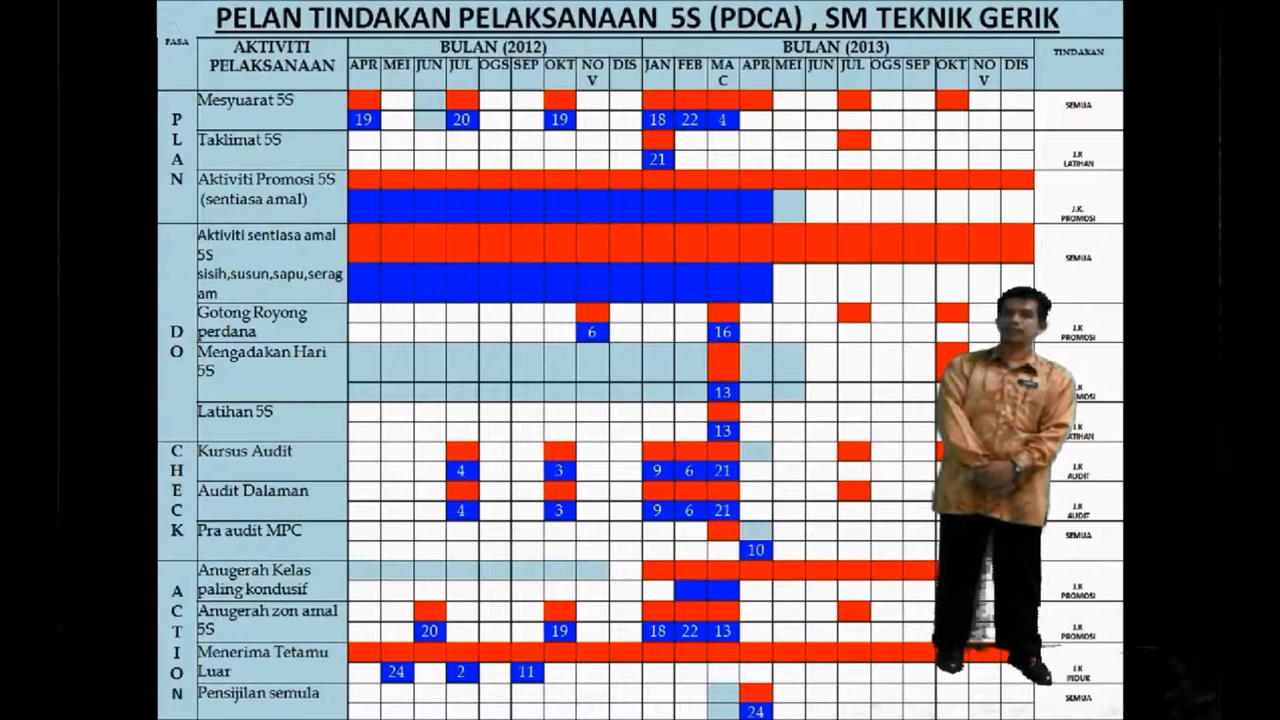 PELAN TINDAKAN PELAKSANAAN 5S (PDCA) , SM TEKNIK GERIK
FASA AKTIVITI PELAKSANAAN BULAN (2012) BULAN (2013) TINDAKAN
APR MEI JUN JUL OGS SEP OKT NOV DIS JAN FEB MAC APR MEI JUN JUL OGS SEP OKT NOV DIS
PLAN
Mesyuarat 5S SEMUA
19 20 19 18 22 4
Taklimat 5S
21 J.K LATIHAN
Aktiviti Promosi 5S
(sentiasa amal) J.K. PROMOSI
DO
Aktiviti sentiasa amal
5S SEMUA
sisih,susun,sapu,serag
am
Gotong Royong
perdana 6 16 J.K PROMOSI
Mengadakan Hari
5S
13
Latihan 5S
13
CHECK
Kursus Audit
4 3 9 6 21 J.K AUDIT
Audit Dalaman
4 3 9 6 21 J.K AUDIT
Pra audit MPC SEMUA
10
ACTION
Anugerah Kelas
paling kondusif J.K PROMOSI
Anugerah zon amal
5S 20 19 18 22 13 J.K PROMOSI
Menerima Tetamu
Luar 24 2 11 J.K INDUK
Pensijilan semula SEMUA
24